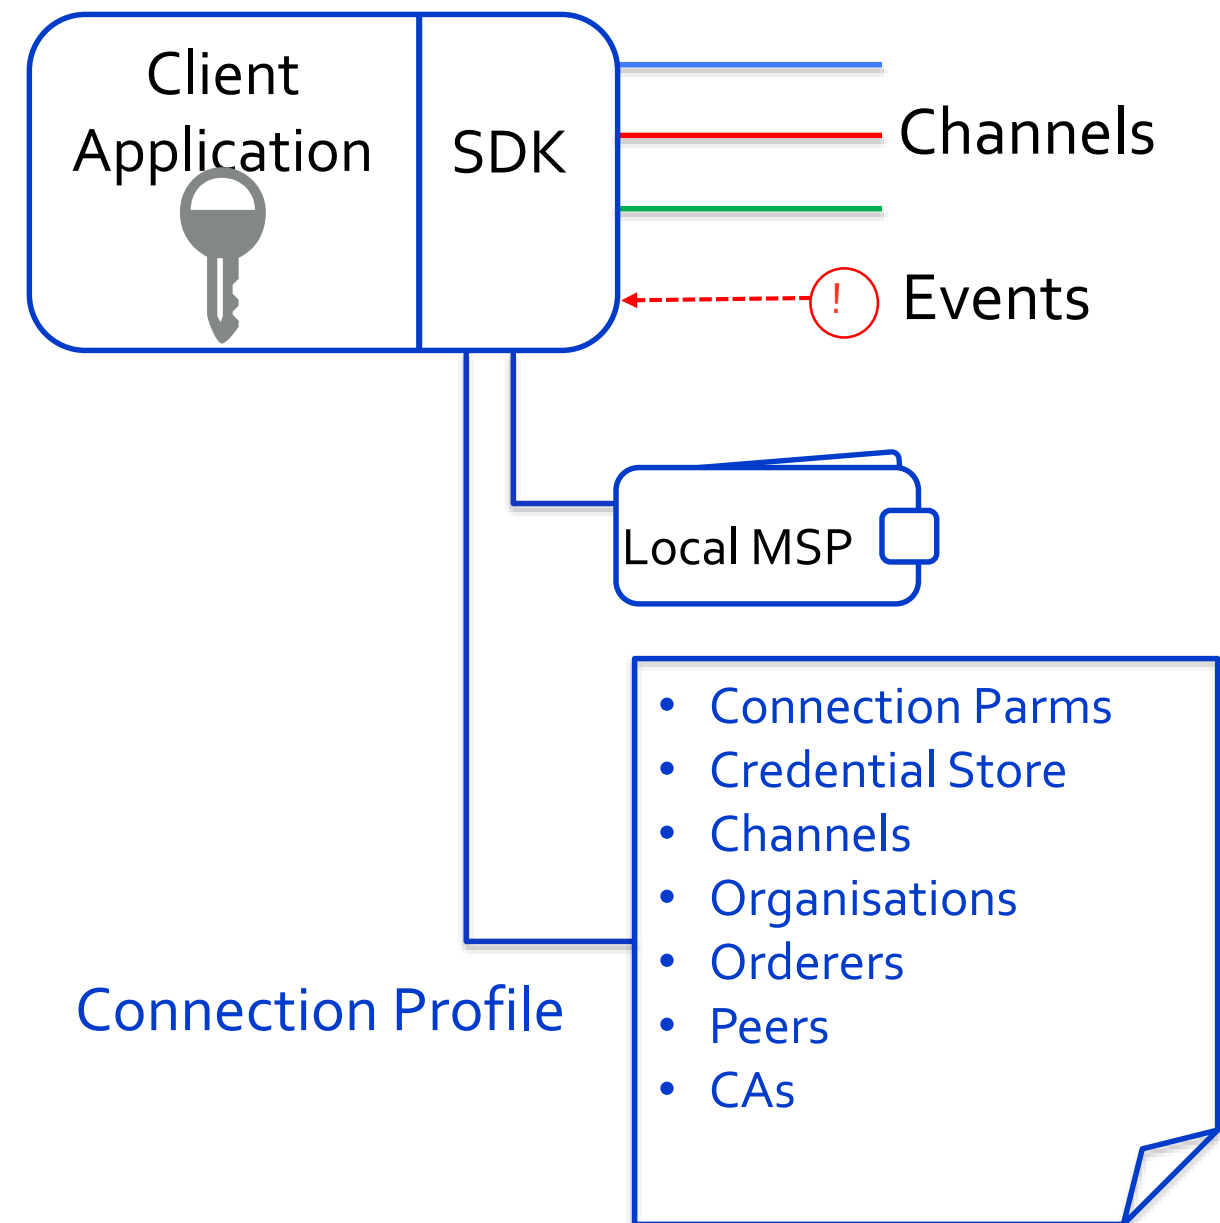 Client
Application
SDK
Channels
!
Events
Local MSP
• Connection Parms
• Credential Store
• Channels
• Organisations
• Orderers
• Peers
• CAs
Connection Profile